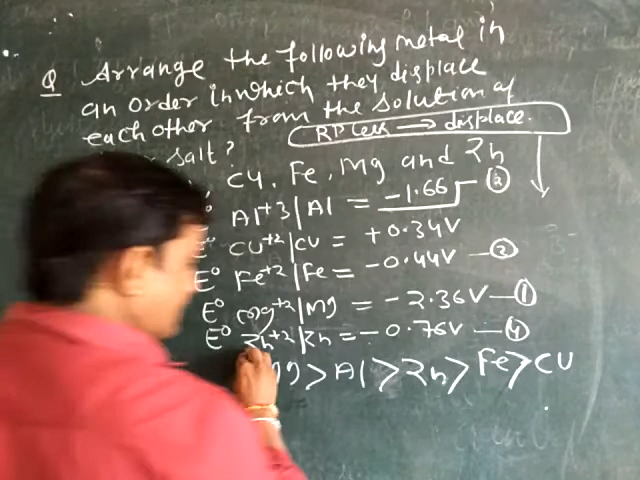 Q Arrange the following metal in
an order in which they displace
each other from the solution of
salt?
RP Less → displace.
, Cu, Fe, Mg and Zn
E° Al+3|Al = -1.66 — ②
E° Cu+2|Cu = +0.34V
E° Fe+2|Fe = -0.44V — ②
E° Mg+2|Mg = -2.36V — ①
E° Zn+2|Zn = -0.76V — ④
> Al > Zn > Fe > Cu